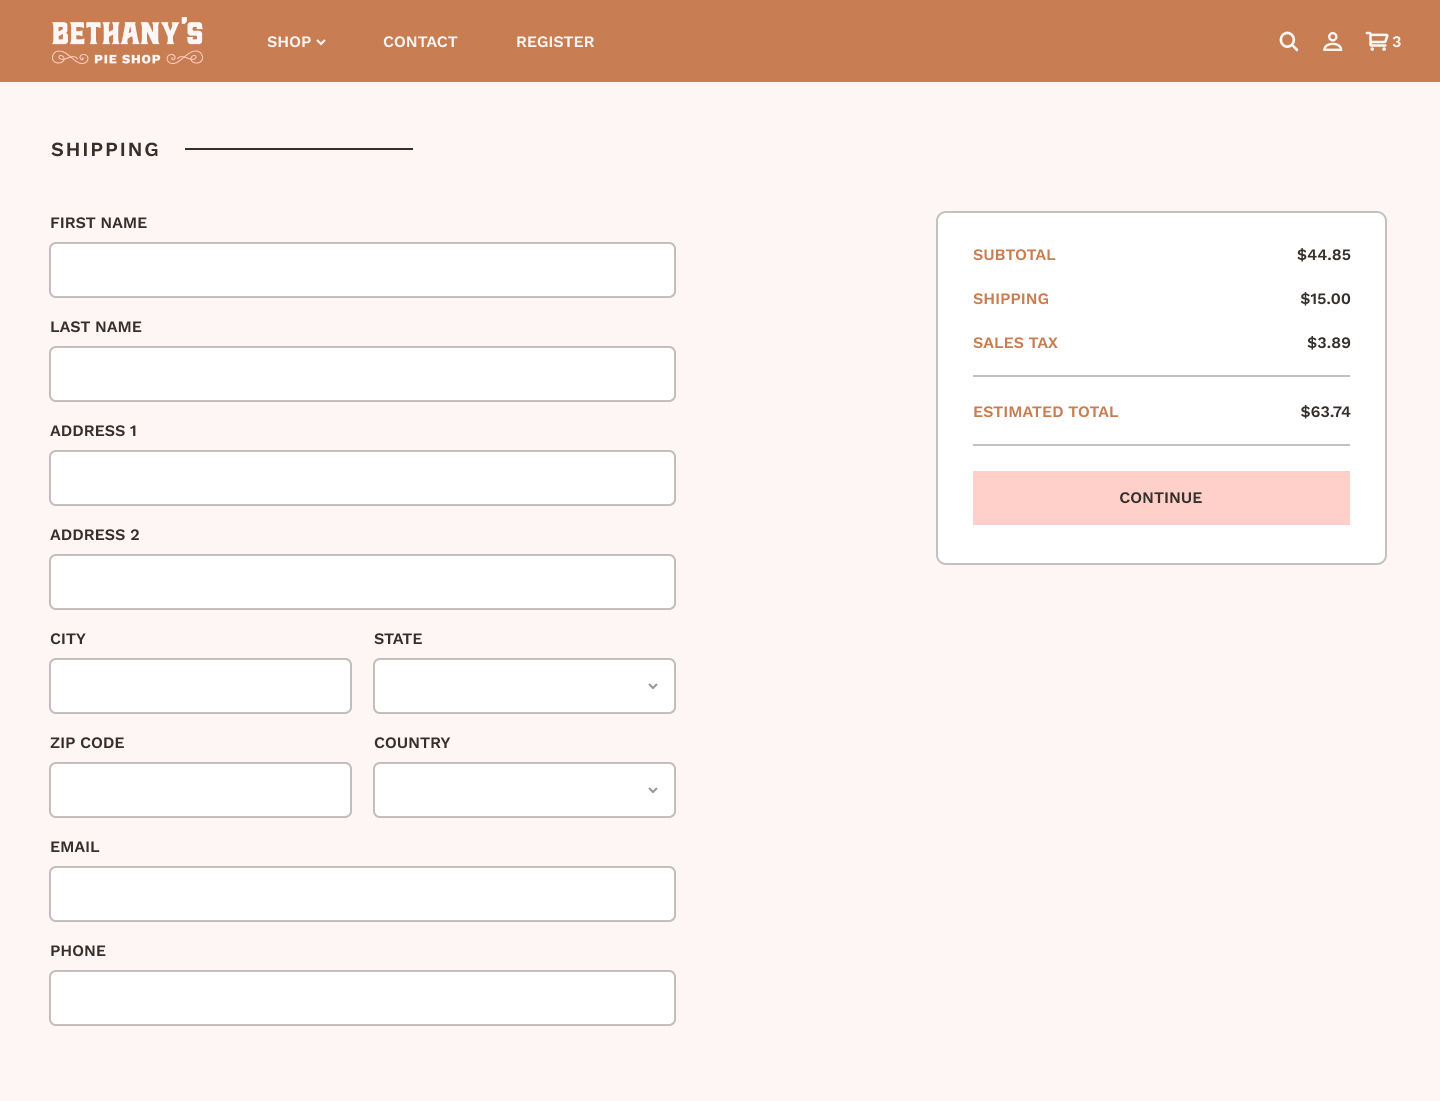 BETHANY'S
PIE SHOP
SHOP
CONTACT
REGISTER
3
SHIPPING
FIRST NAME
LAST NAME
ADDRESS 1
ADDRESS 2
CITY
STATE
ZIP CODE
COUNTRY
EMAIL
PHONE
SUBTOTAL $44.85
SHIPPING $15.00
SALES TAX $3.89
ESTIMATED TOTAL $63.74
CONTINUE